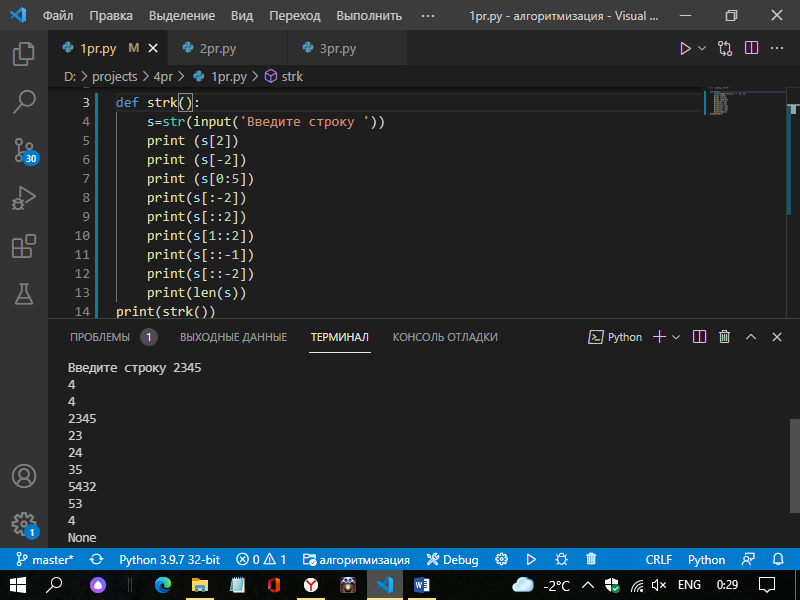 Файл Правка Выделение Вид Переход Выполнить ··· 1pr.py - алгоритмизация - Visual ...
1pr.py M 2pr.py 3pr.py
D: > projects > 4pr > 1pr.py > strk
3 def strk():
4 s=str(input('Введите строку '))
5 print (s[2])
6 print (s[-2])
7 print (s[0:5])
8 print(s[:-2])
9 print(s[::2])
10 print(s[1::2])
11 print(s[::-1])
12 print(s[::-2])
13 print(len(s))
14 print(strk())
30
ПРОБЛЕМЫ 1 ВЫХОДНЫЕ ДАННЫЕ ТЕРМИНАЛ КОНСОЛЬ ОТЛАДКИ Python
Введите строку 2345
4
4
2345
23
24
35
5432
53
4
None
1
master* Python 3.9.7 32-bit 0 1 алгоритмизация Debug CRLF Python
-2°C ENG 0:29